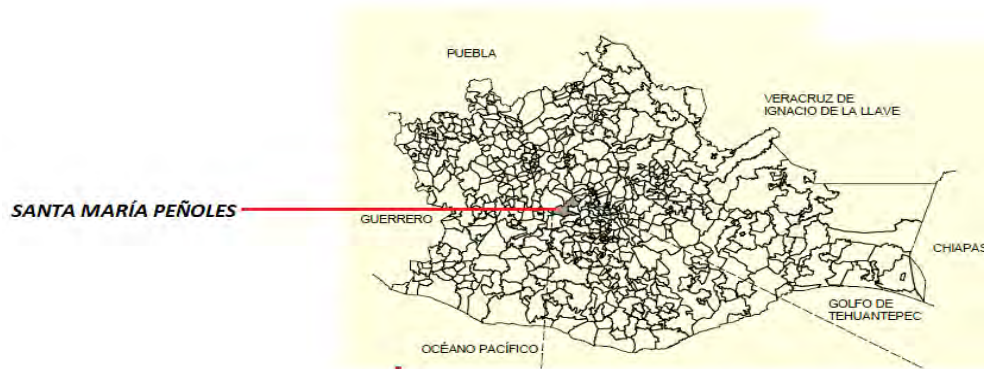 PUEBLA
VERACRUZ DE
IGNACIO DE LA LLAVE
SANTA MARÍA PEÑOLES
GUERRERO
CHIAPAS
GOLFO DE
TEHUANTEPEC
OCÉANO PACÍFICO